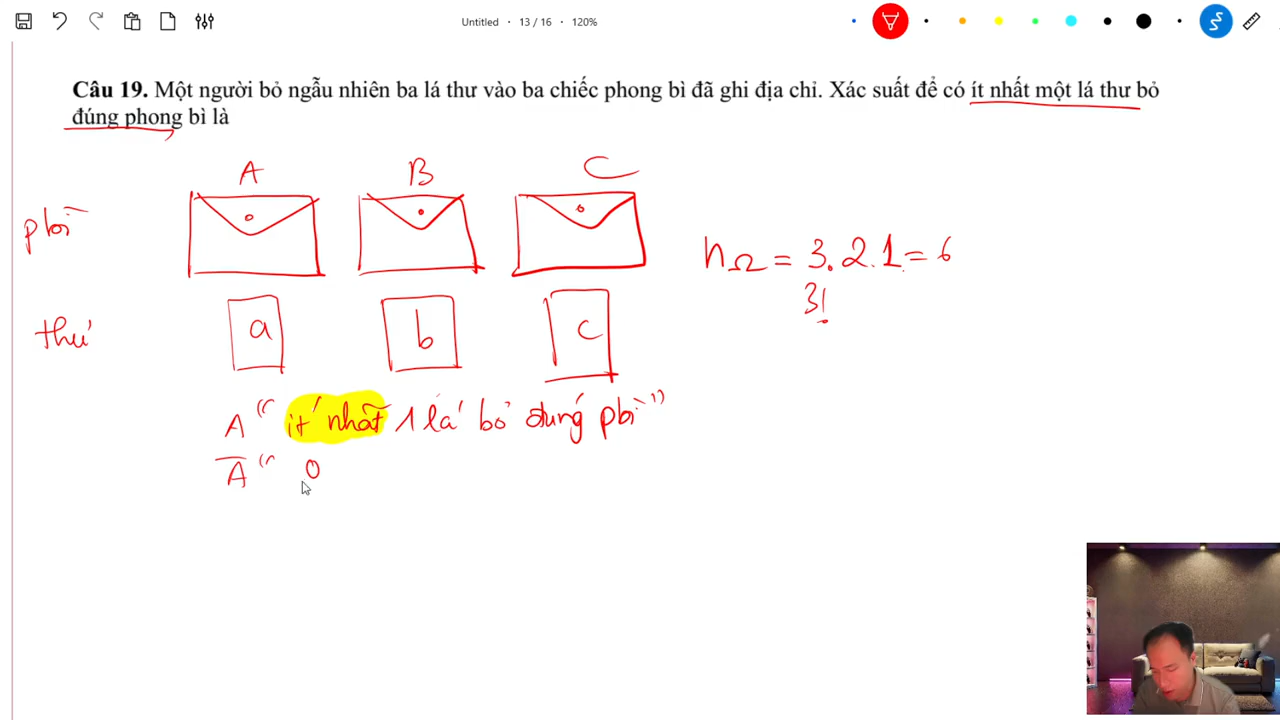 Untitled • 13 / 16 • 120%
Câu 19. Một người bỏ ngẫu nhiên ba lá thư vào ba chiếc phong bì đã ghi địa chỉ. Xác suất để có ít nhất một lá thư bỏ
đúng phong bì là
A B C
pbì
n_Ω = 3.2.1 = 6
3!
thư
a b c
A " ít nhất 1 lá bỏ đúng pbì "
A̅ " 0